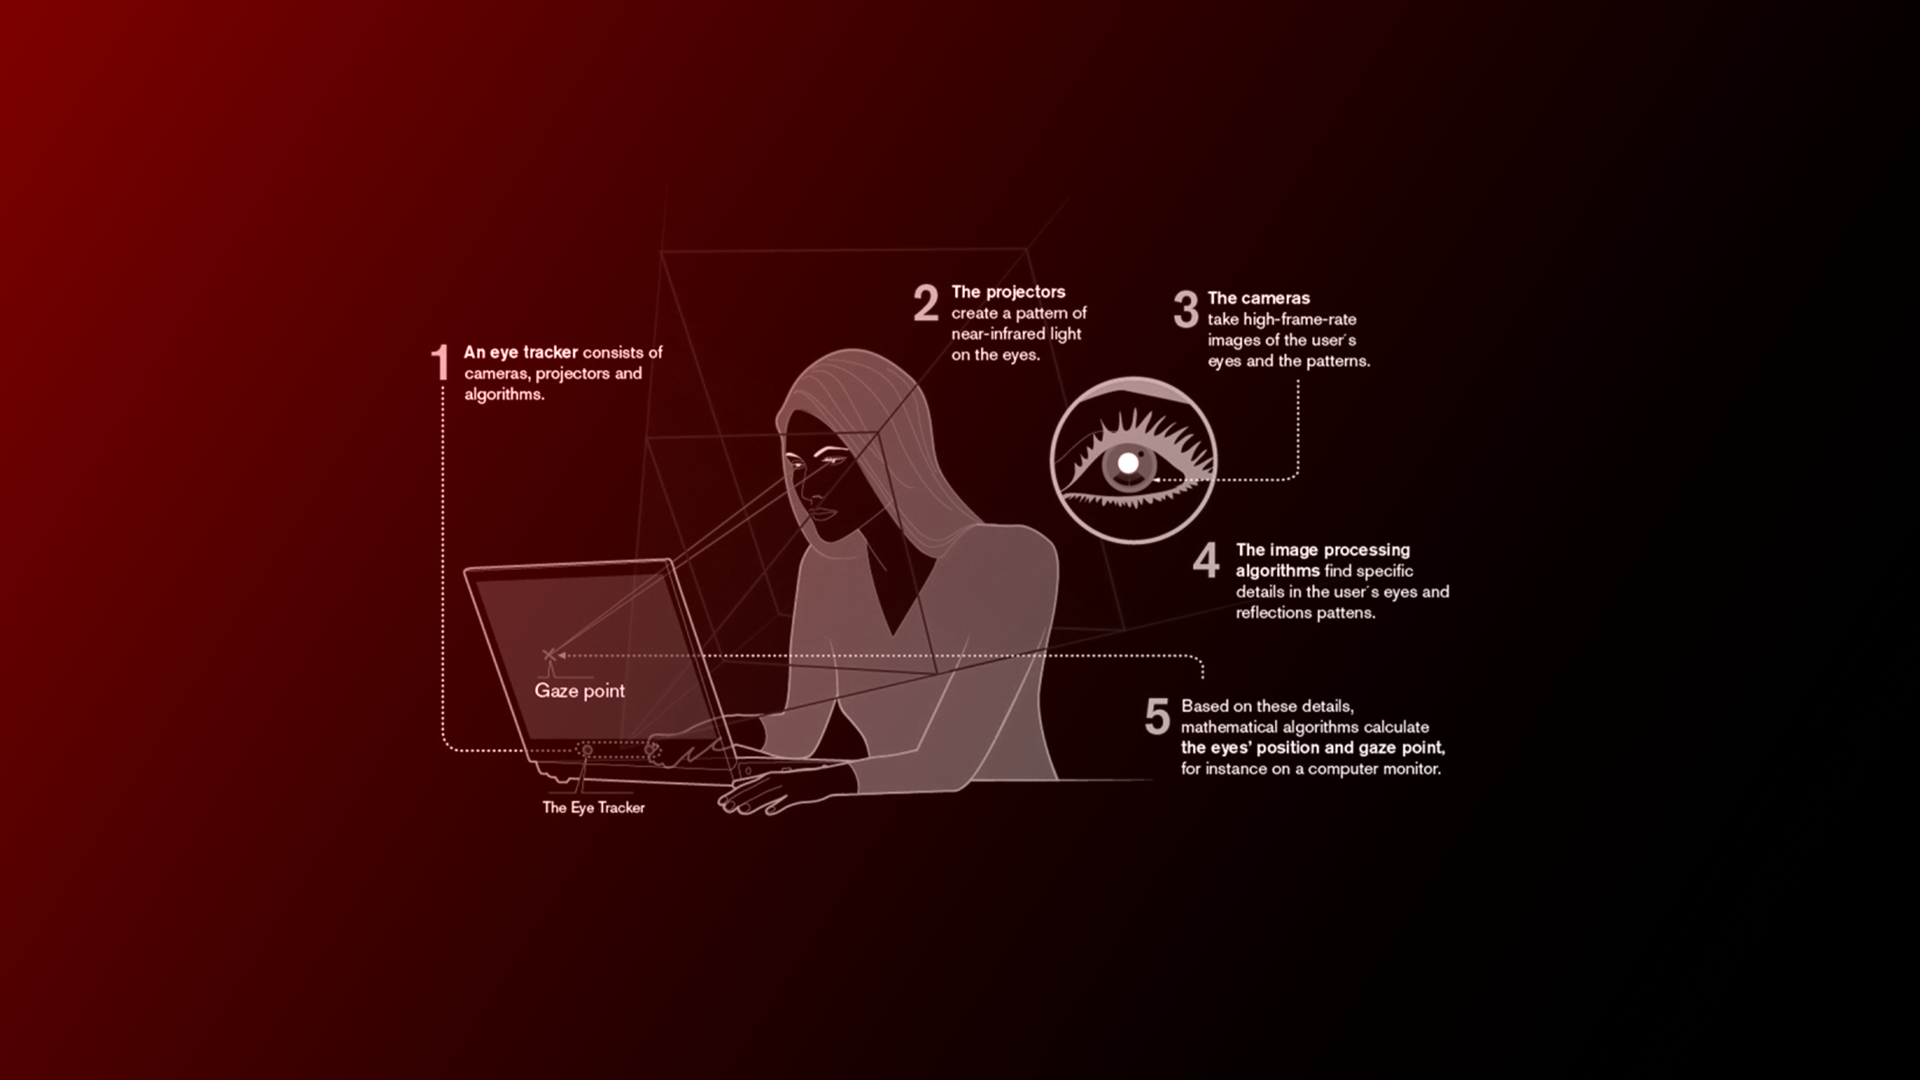 1
An eye tracker consists of
cameras, projectors and
algorithms.
2
The projectors
create a pattern of
near-infrared light
on the eyes.
3
The cameras
take high-frame-rate
images of the user´s
eyes and the patterns.
4
The image processing
algorithms find specific
details in the user´s eyes and
reflections pattens.
5
Based on these details,
mathematical algorithms calculate
the eyes’ position and gaze point,
for instance on a computer monitor.
Gaze point
The Eye Tracker